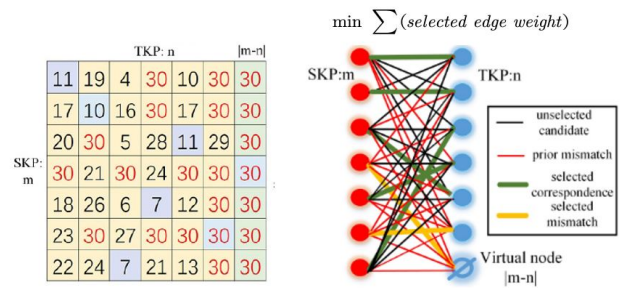 TKP: n |m-n|
11 19 4 30 10 30 30
17 10 16 30 17 30 30
20 30 5 28 11 29 30
SKP:
m
30 21 30 24 30 30 30
18 26 6 7 12 30 30
23 30 27 30 30 30 30
22 24 7 21 13 30 30
min ∑(selected edge weight)
SKP:m
TKP:n
unselected
candidate
prior mismatch
selected
correspondence
selected
mismatch
Virtual node
|m-n|